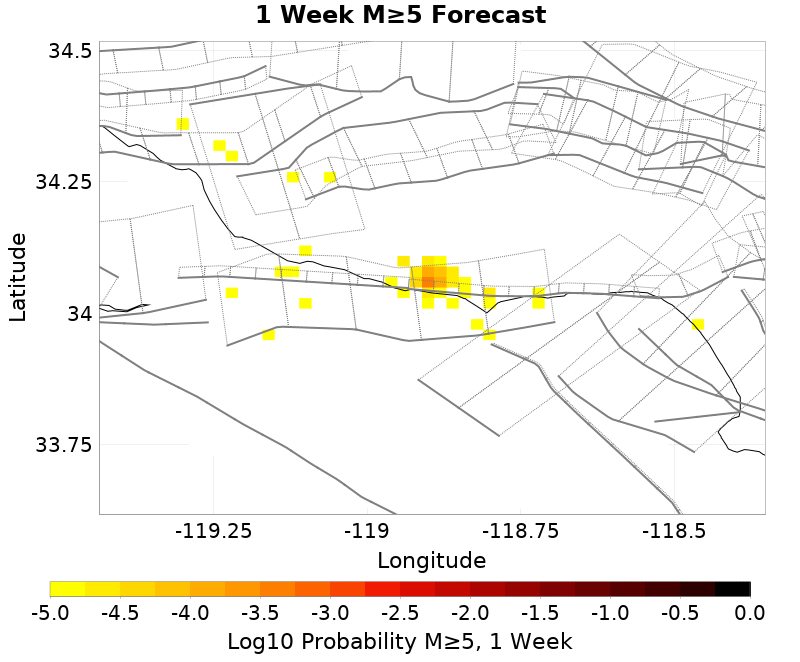 1 Week M≥5 Forecast
34.5
34.25
34
33.75
Latitude
-119.25 -119 -118.75 -118.5
Longitude
-5.0 -4.5 -4.0 -3.5 -3.0 -2.5 -2.0 -1.5 -1.0 -0.5 0.0
Log10 Probability M≥5, 1 Week